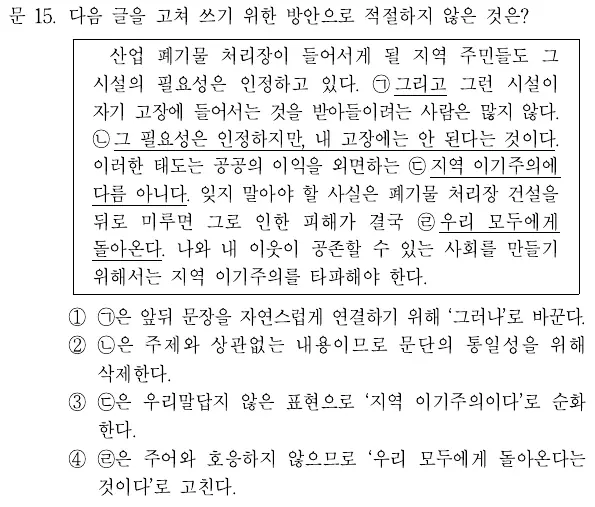 문 15. 다음 글을 고쳐 쓰기 위한 방안으로 적절하지 않은 것은?
산업 폐기물 처리장이 들어서게 될 지역 주민들도 그
시설의 필요성은 인정하고 있다. ㉠그리고 그런 시설이
자기 고장에 들어서는 것을 받아들이려는 사람은 많지 않다.
㉡그 필요성은 인정하지만, 내 고장에는 안 된다는 것이다.
이러한 태도는 공공의 이익을 외면하는 ㉢지역 이기주의에
다름 아니다. 잊지 말아야 할 사실은 폐기물 처리장 건설을
뒤로 미루면 그로 인한 피해가 결국 ㉣우리 모두에게
돌아온다. 나와 내 이웃이 공존할 수 있는 사회를 만들기
위해서는 지역 이기주의를 타파해야 한다.
① ㉠은 앞뒤 문장을 자연스럽게 연결하기 위해 ‘그러나’로 바꾼다.
② ㉡은 주제와 상관없는 내용이므로 문단의 통일성을 위해
삭제한다.
③ ㉢은 우리말답지 않은 표현으로 ‘지역 이기주의이다’로 순화
한다.
④ ㉣은 주어와 호응하지 않으므로 ‘우리 모두에게 돌아온다는
것이다’로 고친다.